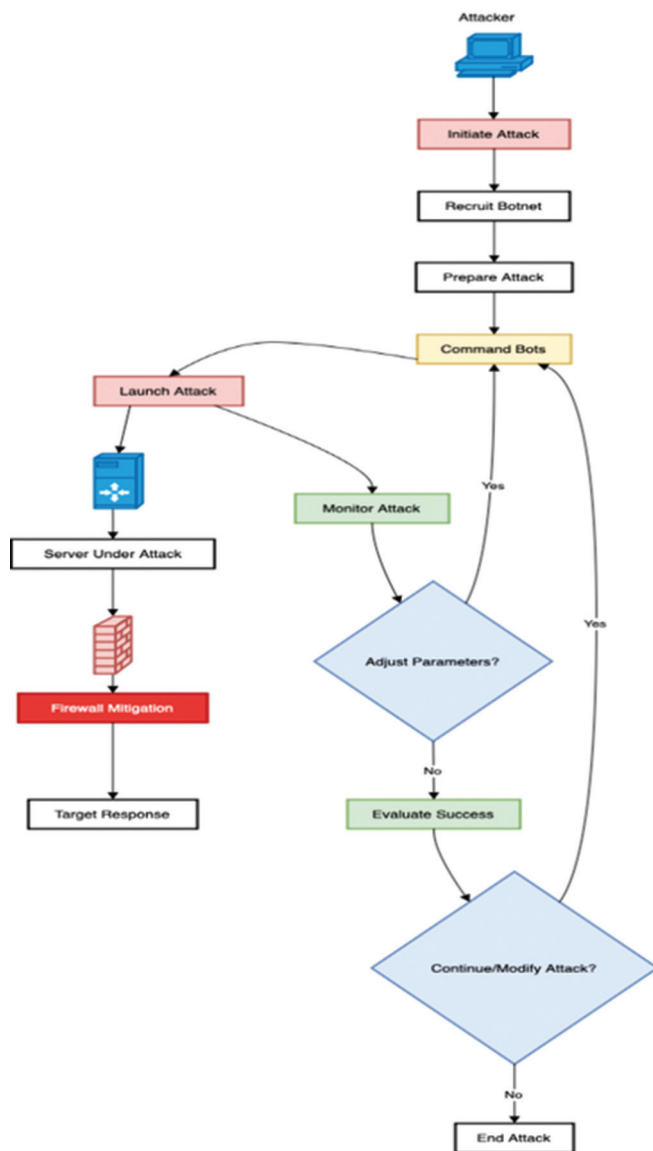 Attacker
Initiate Attack
Recruit Botnet
Prepare Attack
Command Bots
Launch Attack
Monitor Attack
Yes
Server Under Attack
Adjust Parameters?
Yes
Firewall Mitigation
No
Target Response
Evaluate Success
Continue/Modify Attack?
No
End Attack